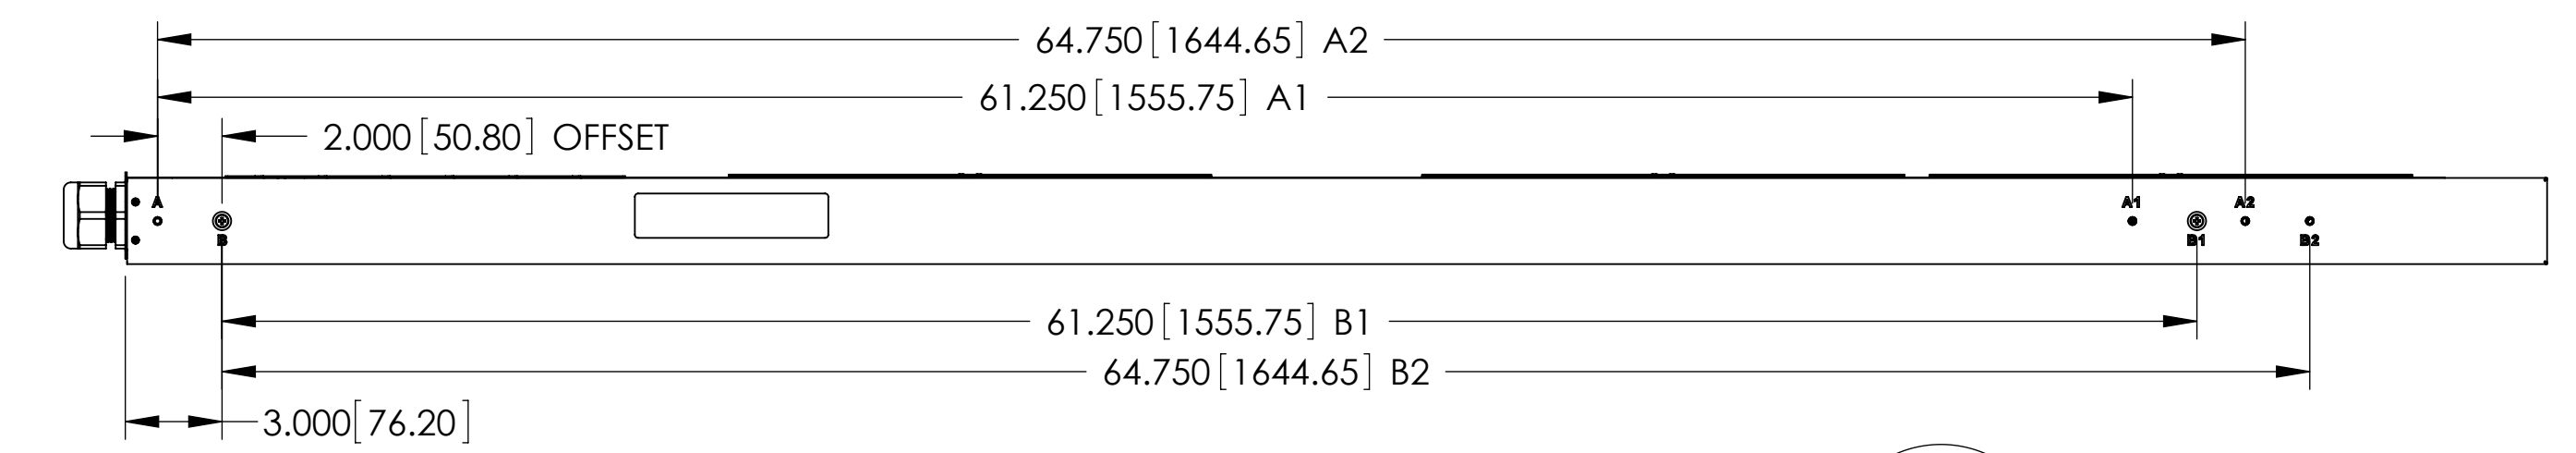 64.750[1644.65] A2
61.250[1555.75] A1
2.000[50.80] OFFSET
A
A1
A2
B
B1
B2
61.250[1555.75] B1
64.750[1644.65] B2
3.000[76.20]